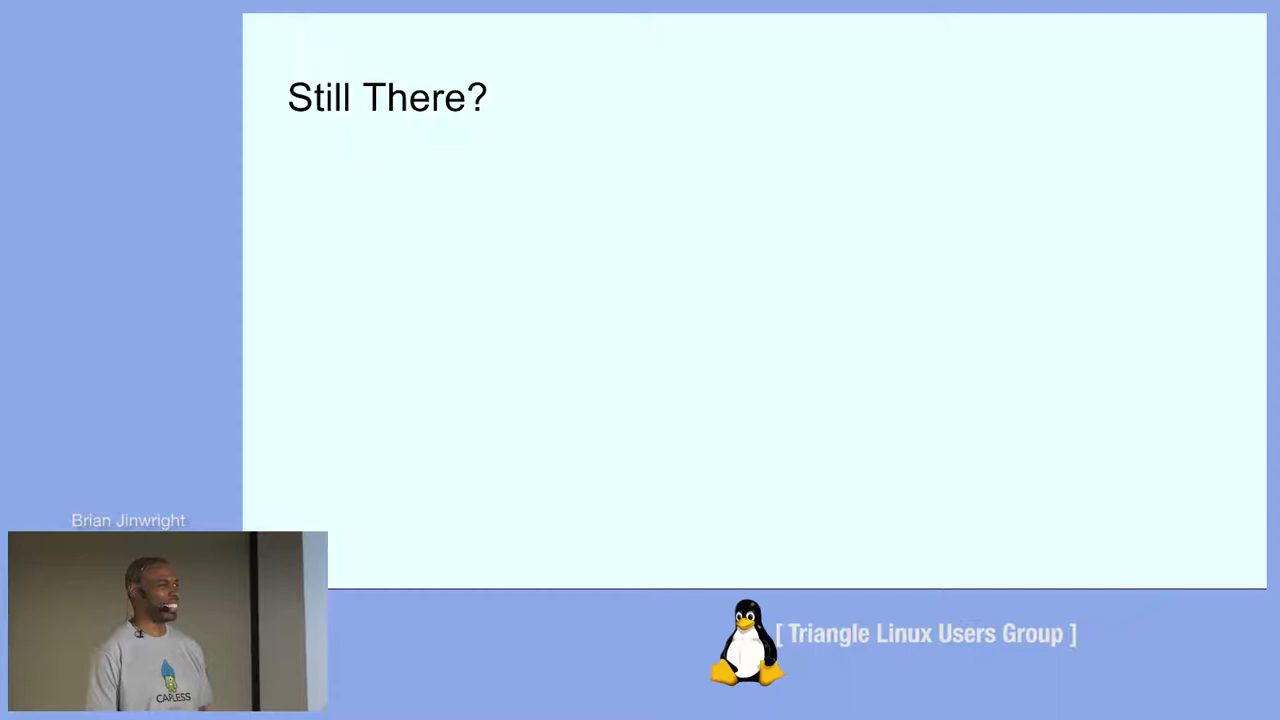 Still There?
Brian Jinwright
CAPLESS
[ Triangle Linux Users Group ]